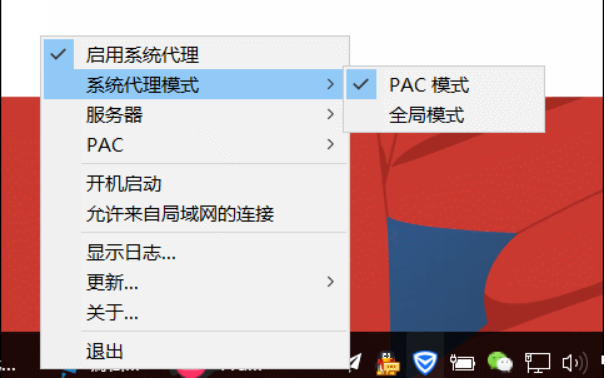 启用系统代理
系统代理模式
PAC 模式
全局模式
服务器
PAC
开机启动
允许来自局域网的连接
显示日志...
更新...
关于...
退出